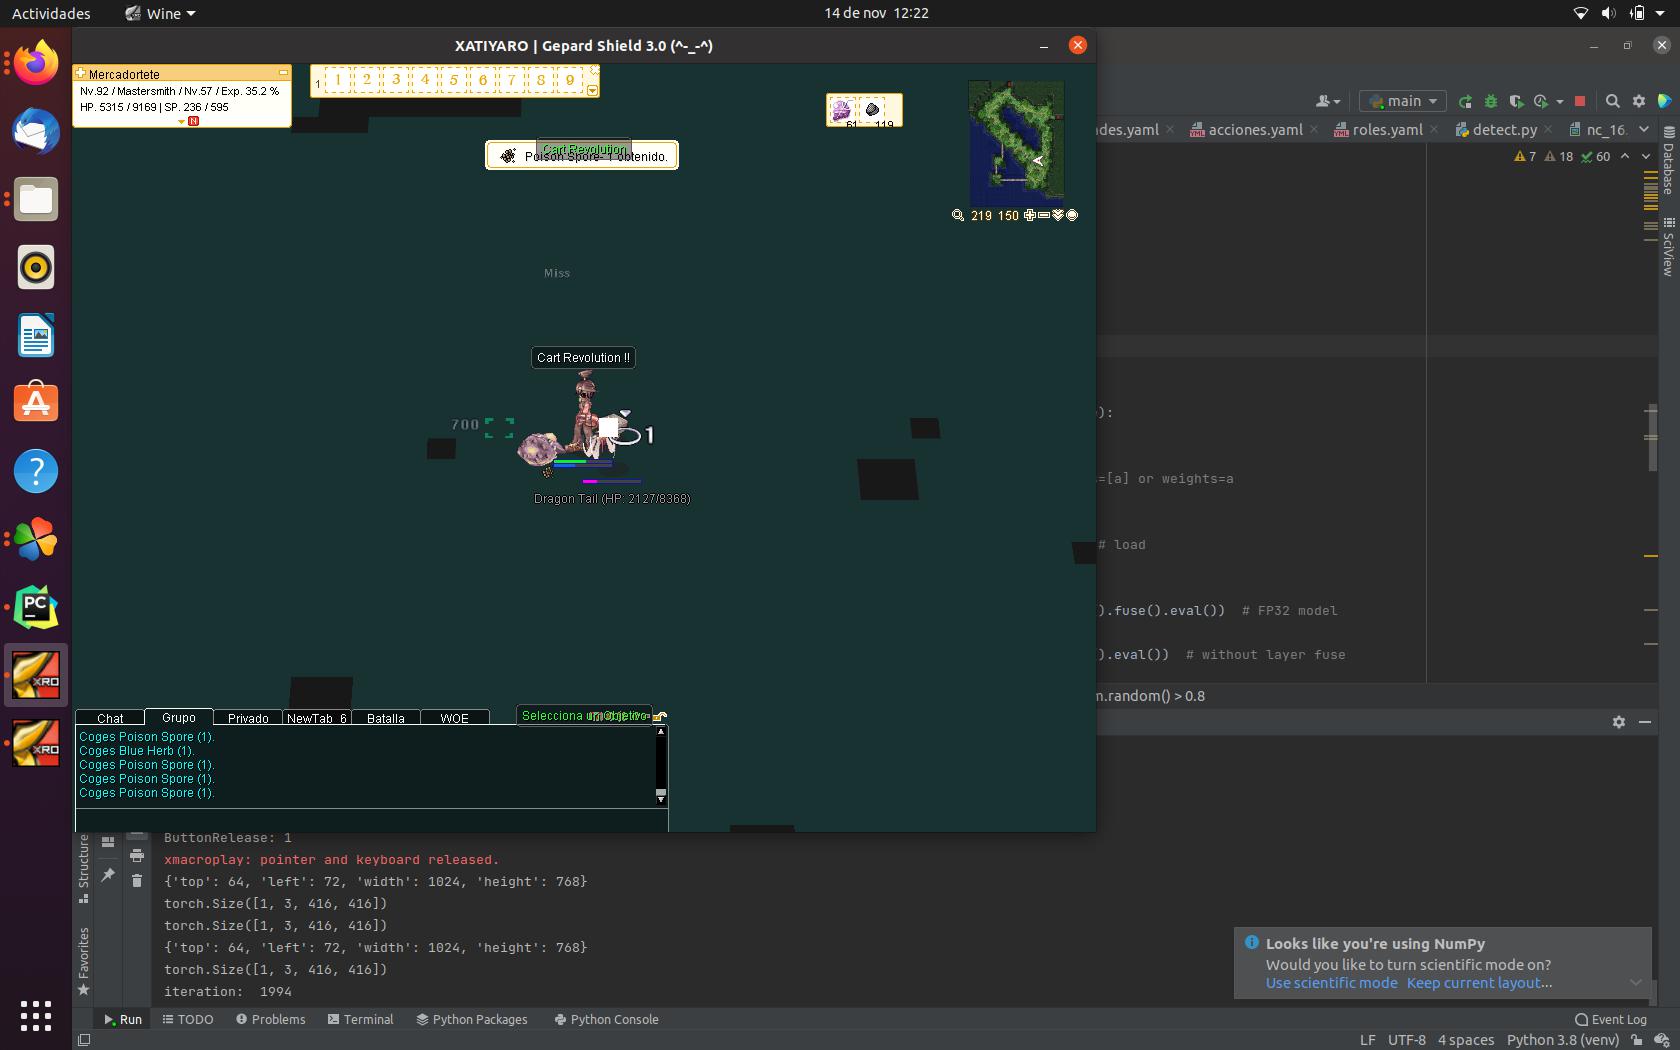 Actividades
Wine
14 de nov 12:22
XATIYARO | Gepard Shield 3.0 (^-_-^)
Mercadortete
Nv.92 / Mastersmith / Nv.57 / Exp. 35.2 %
HP. 5315 / 9169 | SP. 236 / 595
N
1
1 2 3 4 5 6 7 8 9
61 119
219 150
Cart Revolution
Poison Spore- 1 obtenido.
Miss
Cart Revolution !!
700
1
Dragon Tail (HP: 2127/8368)
Chat Grupo Privado NewTab_6 Batalla WOE
Selecciona un objetivo
Coges Poison Spore (1).
Coges Blue Herb (1).
Coges Poison Spore (1).
Coges Poison Spore (1).
Coges Poison Spore (1).
main
des.yaml acciones.yaml roles.yaml detect.py nc_16.
7 18 60
Database
SciView
):
=[a] or weights=a
# load
).fuse().eval()) # FP32 model
).eval()) # without layer fuse
m.random() > 0.8
PC
XRO
XRO
Structure
Favorites
ButtonRelease: 1
xmacroplay: pointer and keyboard released.
{'top': 64, 'left': 72, 'width': 1024, 'height': 768}
torch.Size([1, 3, 416, 416])
torch.Size([1, 3, 416, 416])
{'top': 64, 'left': 72, 'width': 1024, 'height': 768}
torch.Size([1, 3, 416, 416])
iteration: 1994
Looks like you're using NumPy
Would you like to turn scientific mode on?
Use scientific mode Keep current layout...
Run TODO Problems Terminal Python Packages Python Console
Event Log
LF UTF-8 4 spaces Python 3.8 (venv)